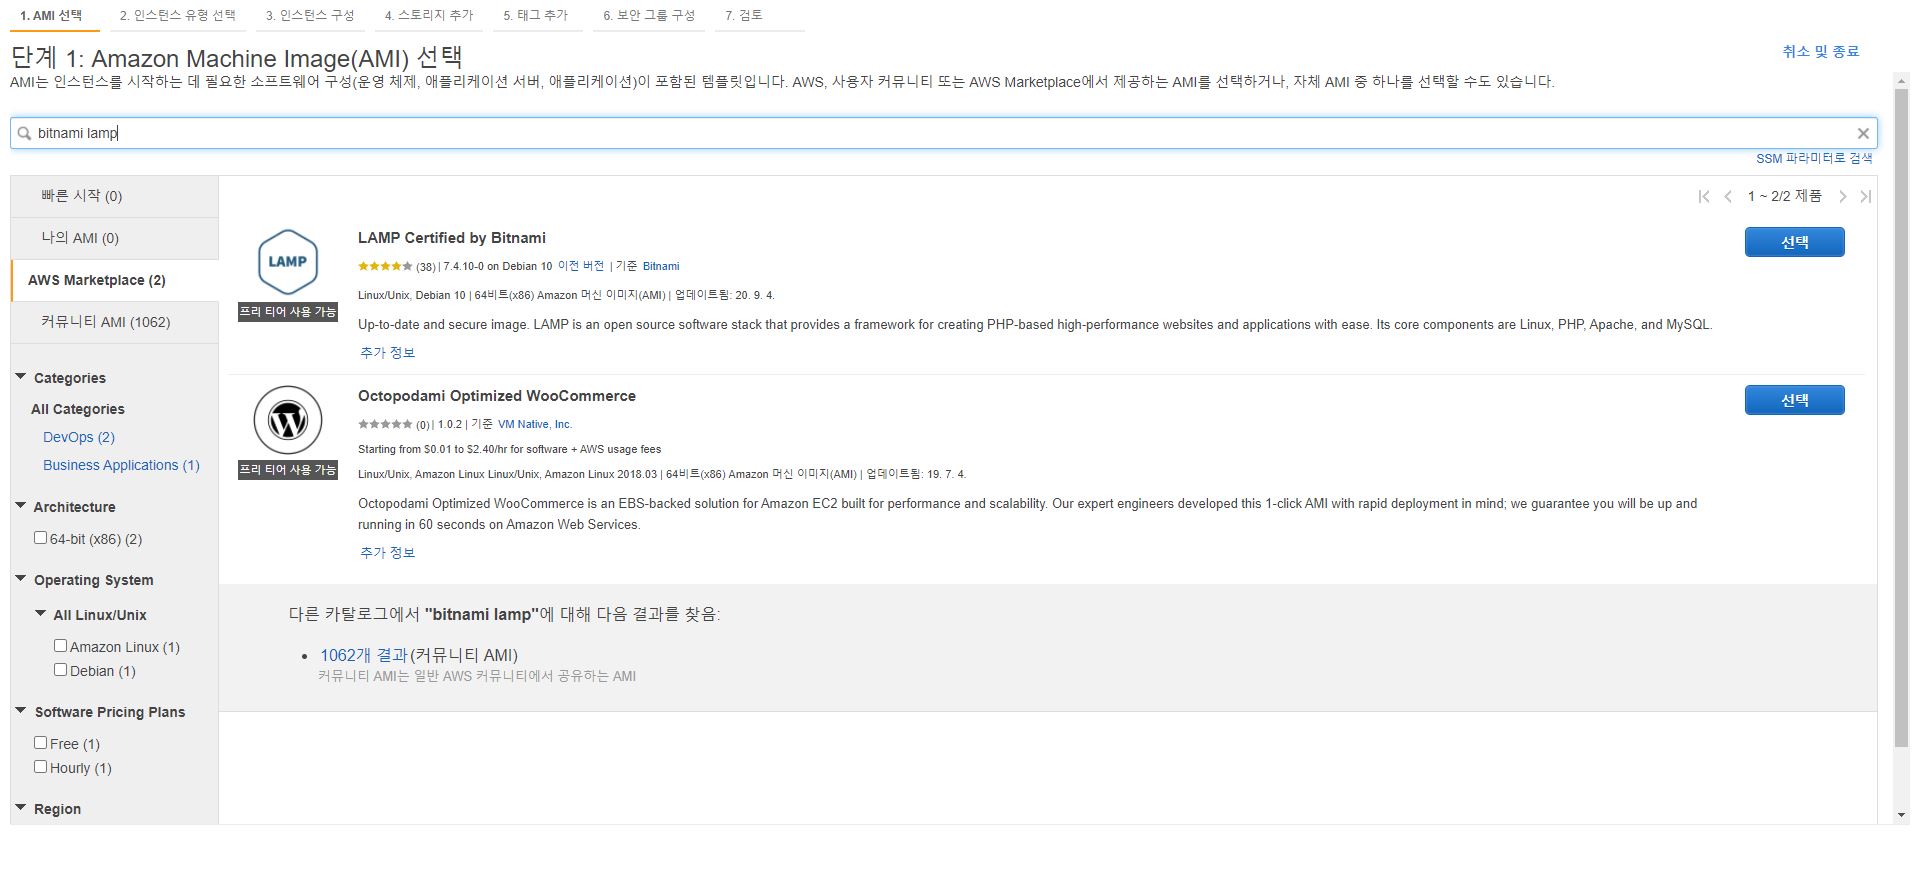 1. AMI 선택 2. 인스턴스 유형 선택 3. 인스턴스 구성 4. 스토리지 추가 5. 태그 추가 6. 보안 그룹 구성 7. 검토
단계 1: Amazon Machine Image(AMI) 선택
취소 및 종료
AMI는 인스턴스를 시작하는 데 필요한 소프트웨어 구성(운영 체제, 애플리케이션 서버, 애플리케이션)이 포함된 템플릿입니다. AWS, 사용자 커뮤니티 또는 AWS Marketplace에서 제공하는 AMI를 선택하거나, 자체 AMI 중 하나를 선택할 수도 있습니다.
bitnami lamp
SSM 파라미터로 검색
빠른 시작 (0)
나의 AMI (0)
AWS Marketplace (2)
커뮤니티 AMI (1062)
Categories
All Categories
DevOps (2)
Business Applications (1)
Architecture
64-bit (x86) (2)
Operating System
All Linux/Unix
Amazon Linux (1)
Debian (1)
Software Pricing Plans
Free (1)
Hourly (1)
Region
1 ~ 2/2 제품
LAMP
프리 티어 사용 가능
LAMP Certified by Bitnami
선택
(38) | 7.4.10-0 on Debian 10 이전 버전 | 기준 Bitnami
Linux/Unix, Debian 10 | 64비트(x86) Amazon 머신 이미지(AMI) | 업데이트됨: 20. 9. 4.
Up-to-date and secure image. LAMP is an open source software stack that provides a framework for creating PHP-based high-performance websites and applications with ease. Its core components are Linux, PHP, Apache, and MySQL.
추가 정보
W
프리 티어 사용 가능
Octopodami Optimized WooCommerce
선택
(0) | 1.0.2 | 기준 VM Native, Inc.
Starting from $0.01 to $2.40/hr for software + AWS usage fees
Linux/Unix, Amazon Linux Linux/Unix, Amazon Linux 2018.03 | 64비트(x86) Amazon 머신 이미지(AMI) | 업데이트됨: 19. 7. 4.
Octopodami Optimized WooCommerce is an EBS-backed solution for Amazon EC2 built for performance and scalability. Our expert engineers developed this 1-click AMI with rapid deployment in mind; we guarantee you will be up and
running in 60 seconds on Amazon Web Services.
추가 정보
다른 카탈로그에서 "bitnami lamp"에 대해 다음 결과를 찾음:
• 1062개 결과 (커뮤니티 AMI)
커뮤니티 AMI는 일반 AWS 커뮤니티에서 공유하는 AMI